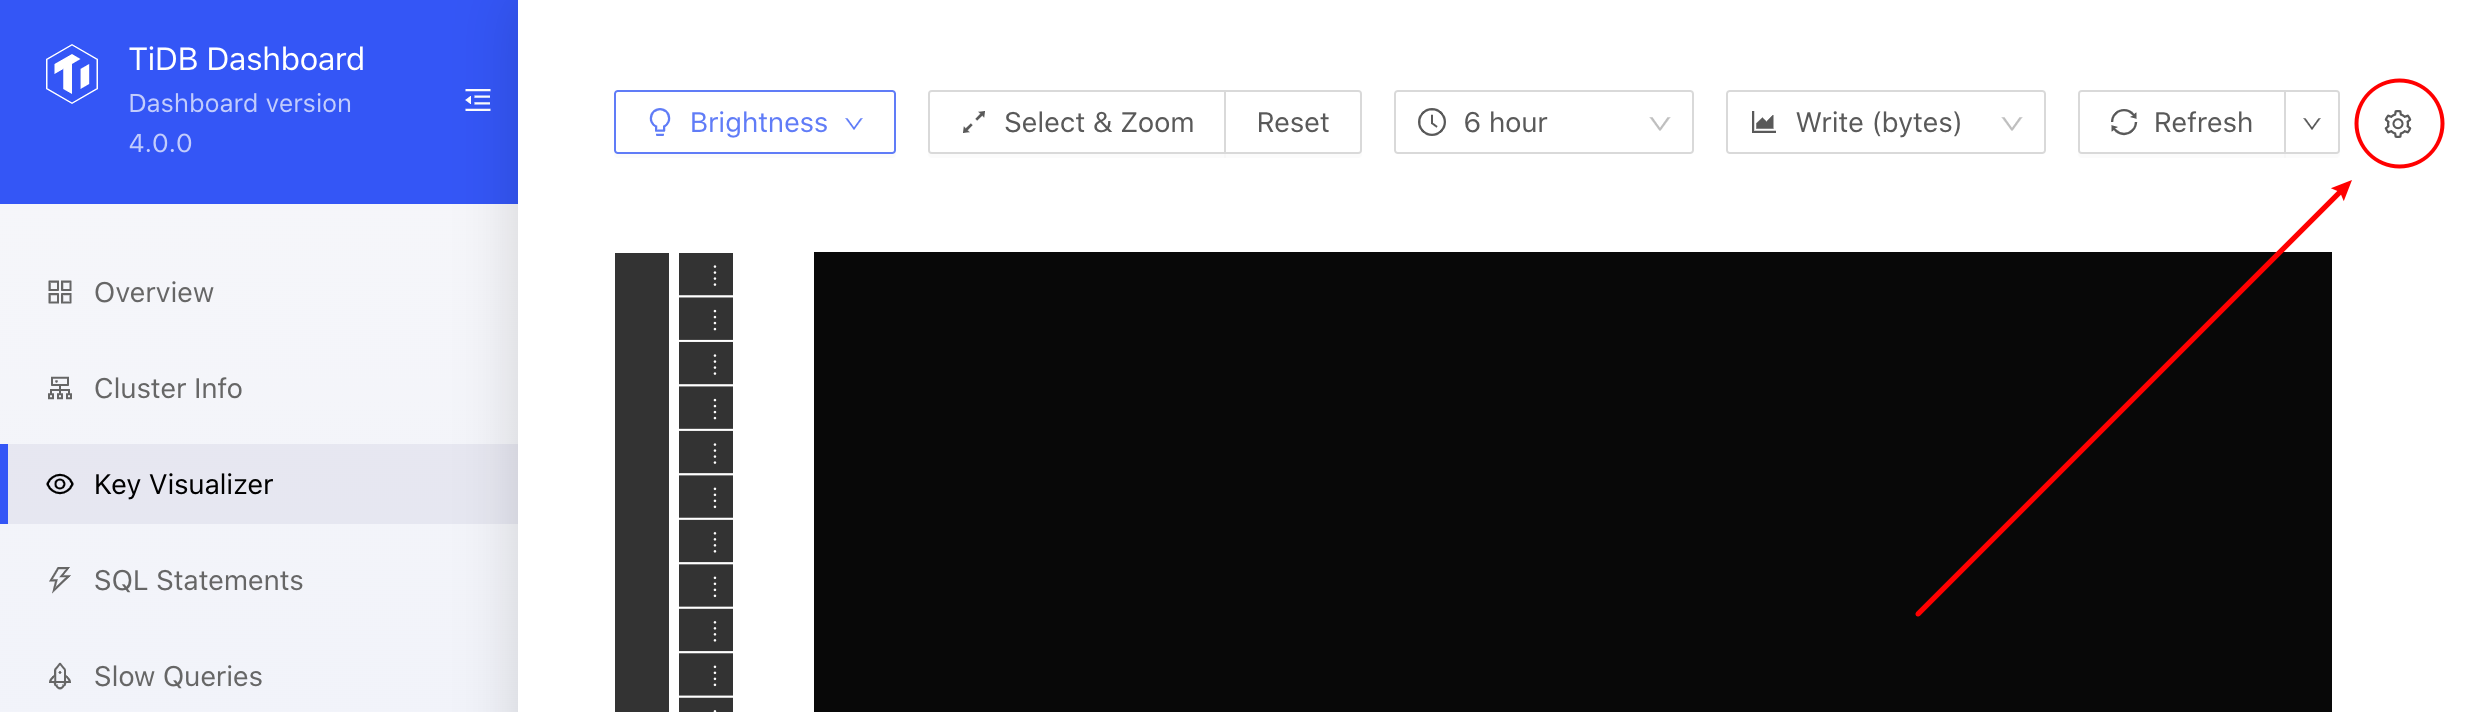 TiDB Dashboard
Dashboard version
4.0.0
Brightness
Select & Zoom
Reset
6 hour
Write (bytes)
Refresh
Overview
Cluster Info
Key Visualizer
SQL Statements
Slow Queries